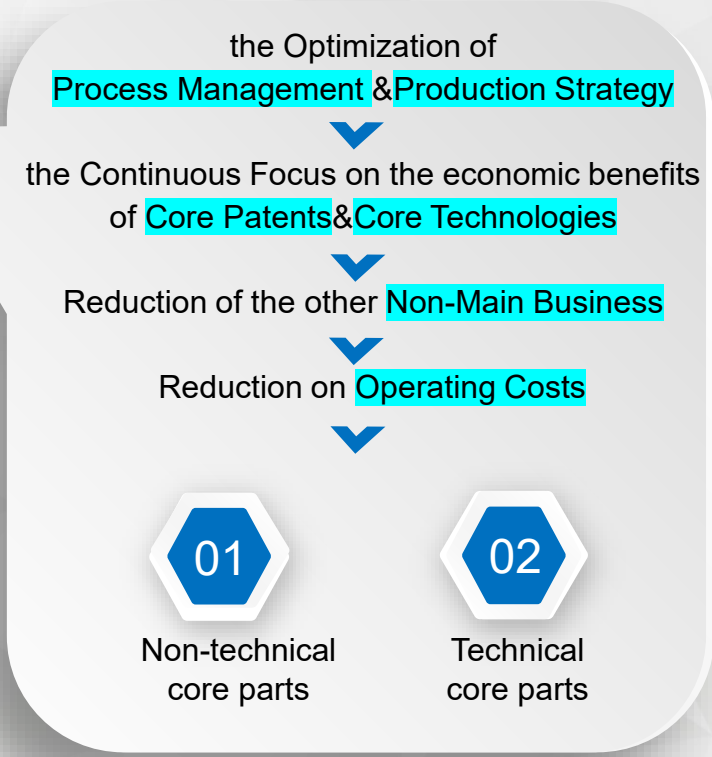 the Optimization of
Process Management &Production Strategy
the Continuous Focus on the economic benefits
of Core Patents&Core Technologies
Reduction of the other Non-Main Business
Reduction on Operating Costs
01
02
Non-technical
core parts
Technical
core parts